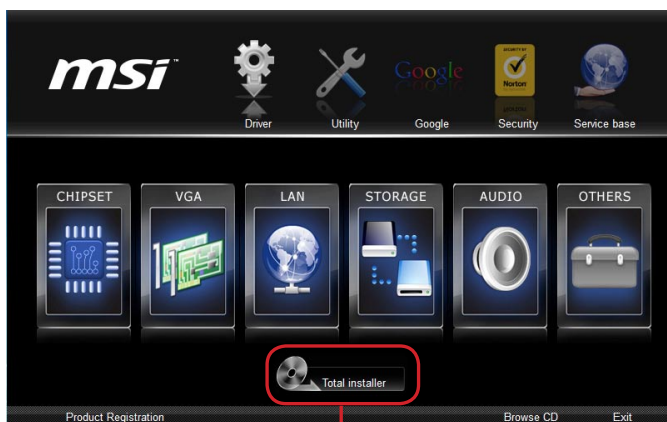 msi™
Driver Utility Google Security Service base
Google
Norton
CHIPSET VGA LAN STORAGE AUDIO OTHERS
Total installer
Product Registration Browse CD Exit